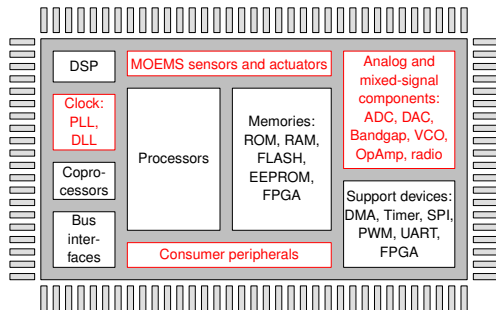 DSP
MOEMS sensors and actuators
Analog and
mixed-signal
components:
ADC, DAC,
Bandgap, VCO,
OpAmp, radio
Clock:
PLL,
DLL
Processors
Memories:
ROM, RAM,
FLASH,
EEPROM,
FPGA
Copro-
cessors
Support devices:
DMA, Timer, SPI,
PWM, UART,
FPGA
Bus
inter-
faces
Consumer peripherals